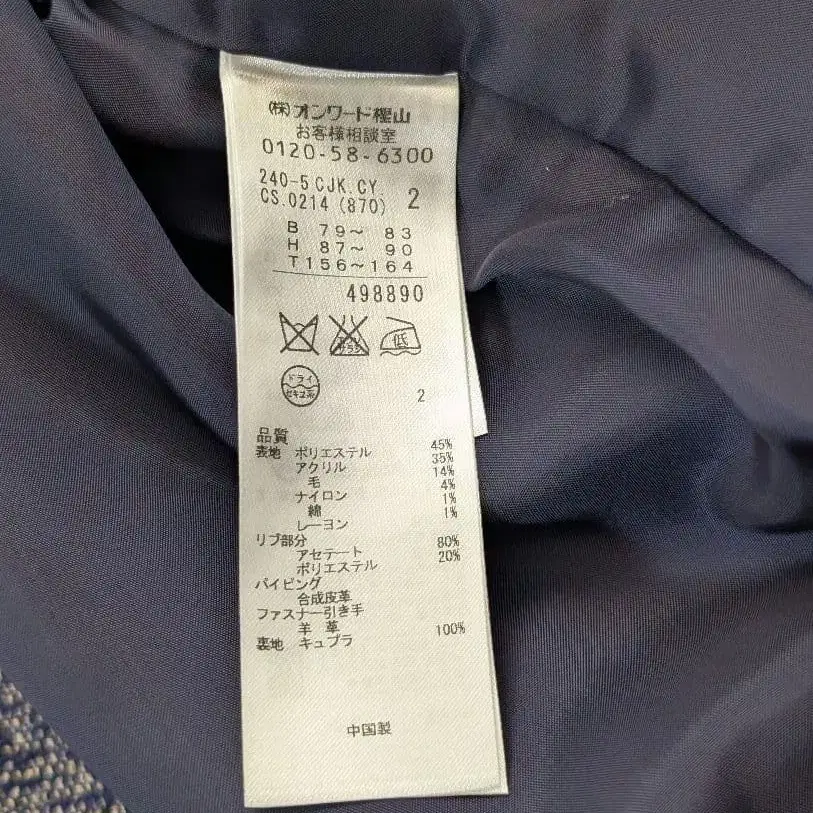 (株)オンワード樫山
お客様相談室
0120-58-6300
240-5 CJK.CY.
CS.0214 (870) 2
B 79～ 83
H 87～ 90
T156～164
498890
エンソ サラシ
低
ドライ
セキユ系
2
品質
表地 ポリエステル 45%
アクリル 35%
毛 14%
ナイロン 4%
綿 1%
レーヨン 1%
リブ部分
アセテート 80%
ポリエステル 20%
パイピング
合成皮革
ファスナー引き手
羊 革
裏地 キュプラ 100%
中国製